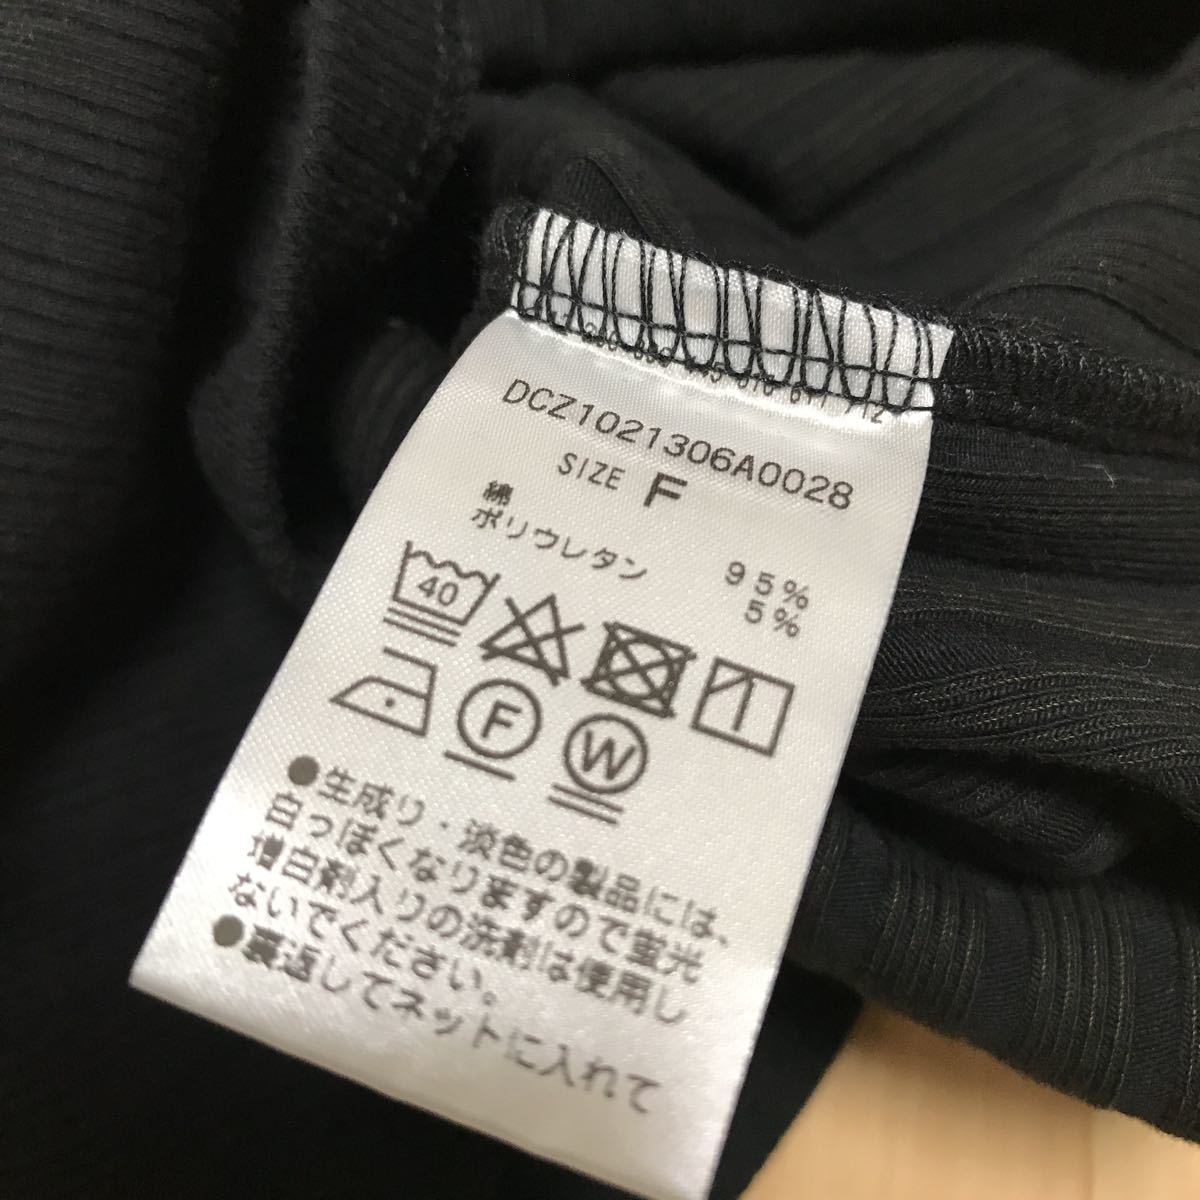 DCZ1021306A0028
SIZE F
綿 95%
ポリウレタン 5%
40
F
W
●生成り・淡色の製品には、
白っぽくなりますので蛍光
増白剤入りの洗剤は使用し
ないでください。
●裏返してネットに入れて